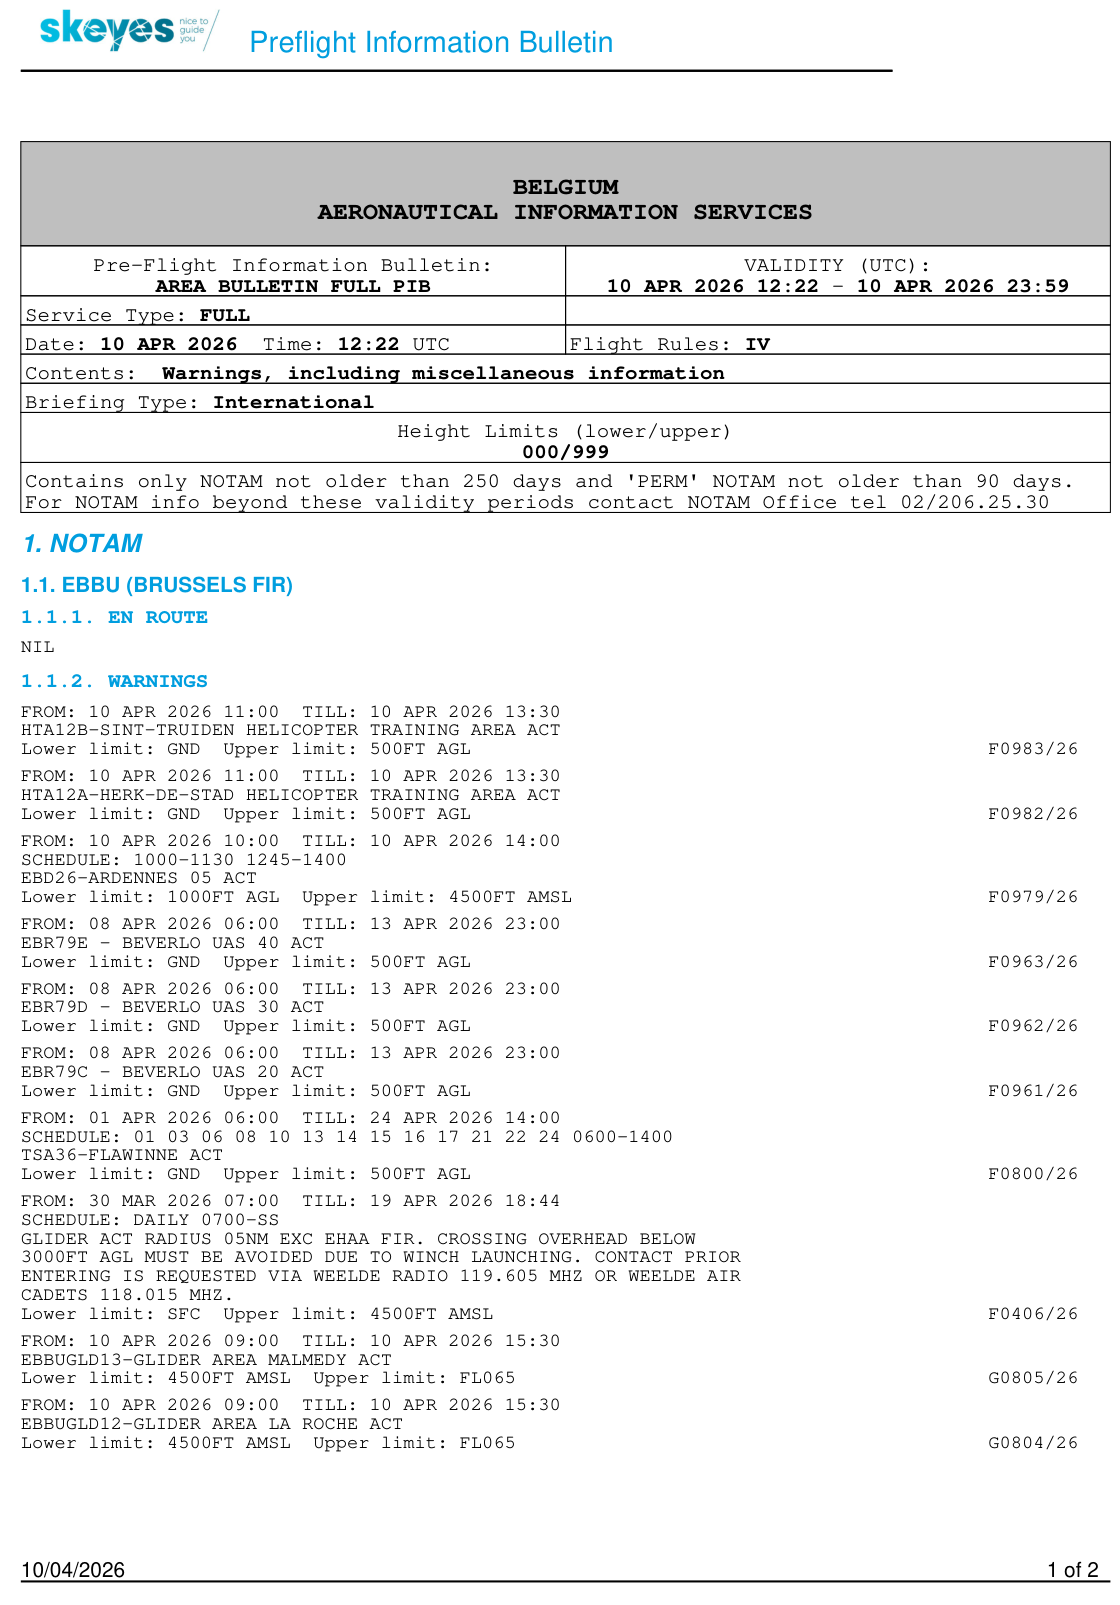 skeyes nice to guide you
Preflight Information Bulletin
BELGIUM
AERONAUTICAL INFORMATION SERVICES
Pre-Flight Information Bulletin:
AREA BULLETIN FULL PIB
VALIDITY (UTC):
10 APR 2026 12:22 - 10 APR 2026 23:59
Service Type: FULL
Date: 10 APR 2026 Time: 12:22 UTC
Flight Rules: IV
Contents: Warnings, including miscellaneous information
Briefing Type: International
Height Limits (lower/upper)
000/999
Contains only NOTAM not older than 250 days and 'PERM' NOTAM not older than 90 days.
For NOTAM info beyond these validity periods contact NOTAM Office tel 02/206.25.30
1. NOTAM
1.1. EBBU (BRUSSELS FIR)
1.1.1. EN ROUTE
NIL
1.1.2. WARNINGS
FROM: 10 APR 2026 11:00 TILL: 10 APR 2026 13:30
HTA12B-SINT-TRUIDEN HELICOPTER TRAINING AREA ACT
Lower limit: GND Upper limit: 500FT AGL F0983/26
FROM: 10 APR 2026 11:00 TILL: 10 APR 2026 13:30
HTA12A-HERK-DE-STAD HELICOPTER TRAINING AREA ACT
Lower limit: GND Upper limit: 500FT AGL F0982/26
FROM: 10 APR 2026 10:00 TILL: 10 APR 2026 14:00
SCHEDULE: 1000-1130 1245-1400
EBD26-ARDENNES 05 ACT
Lower limit: 1000FT AGL Upper limit: 4500FT AMSL F0979/26
FROM: 08 APR 2026 06:00 TILL: 13 APR 2026 23:00
EBR79E - BEVERLO UAS 40 ACT
Lower limit: GND Upper limit: 500FT AGL F0963/26
FROM: 08 APR 2026 06:00 TILL: 13 APR 2026 23:00
EBR79D - BEVERLO UAS 30 ACT
Lower limit: GND Upper limit: 500FT AGL F0962/26
FROM: 08 APR 2026 06:00 TILL: 13 APR 2026 23:00
EBR79C - BEVERLO UAS 20 ACT
Lower limit: GND Upper limit: 500FT AGL F0961/26
FROM: 01 APR 2026 06:00 TILL: 24 APR 2026 14:00
SCHEDULE: 01 03 06 08 10 13 14 15 16 17 21 22 24 0600-1400
TSA36-FLAWINNE ACT
Lower limit: GND Upper limit: 500FT AGL F0800/26
FROM: 30 MAR 2026 07:00 TILL: 19 APR 2026 18:44
SCHEDULE: DAILY 0700-SS
GLIDER ACT RADIUS 05NM EXC EHAA FIR. CROSSING OVERHEAD BELOW
3000FT AGL MUST BE AVOIDED DUE TO WINCH LAUNCHING. CONTACT PRIOR
ENTERING IS REQUESTED VIA WEELDE RADIO 119.605 MHZ OR WEELDE AIR
CADETS 118.015 MHZ.
Lower limit: SFC Upper limit: 4500FT AMSL F0406/26
FROM: 10 APR 2026 09:00 TILL: 10 APR 2026 15:30
EBBUGLD13-GLIDER AREA MALMEDY ACT
Lower limit: 4500FT AMSL Upper limit: FL065 G0805/26
FROM: 10 APR 2026 09:00 TILL: 10 APR 2026 15:30
EBBUGLD12-GLIDER AREA LA ROCHE ACT
Lower limit: 4500FT AMSL Upper limit: FL065 G0804/26
10/04/2026 1 of 2